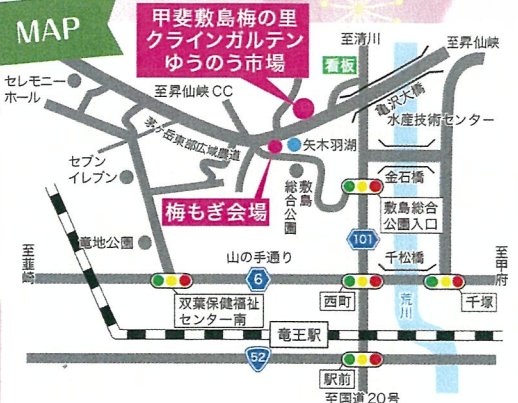 MAP
甲斐敷島梅の里
クラインガルテン
ゆうのう市場
至清川
至昇仙峡
看板
セレモニー
ホール
至昇仙峡CC
亀沢大橋
水産技術センター
茅ヶ岳東部広域農道
矢木羽湖
セブン
イレブン
金石橋
敷島
総合公園
梅もぎ会場
敷島総合
公園入口
101
竜地公園
山の手通り
千松橋
至韮崎
至甲府
6
双葉保健福祉
センター南
西町
荒川
千塚
竜王駅
52
駅前
至国道20号